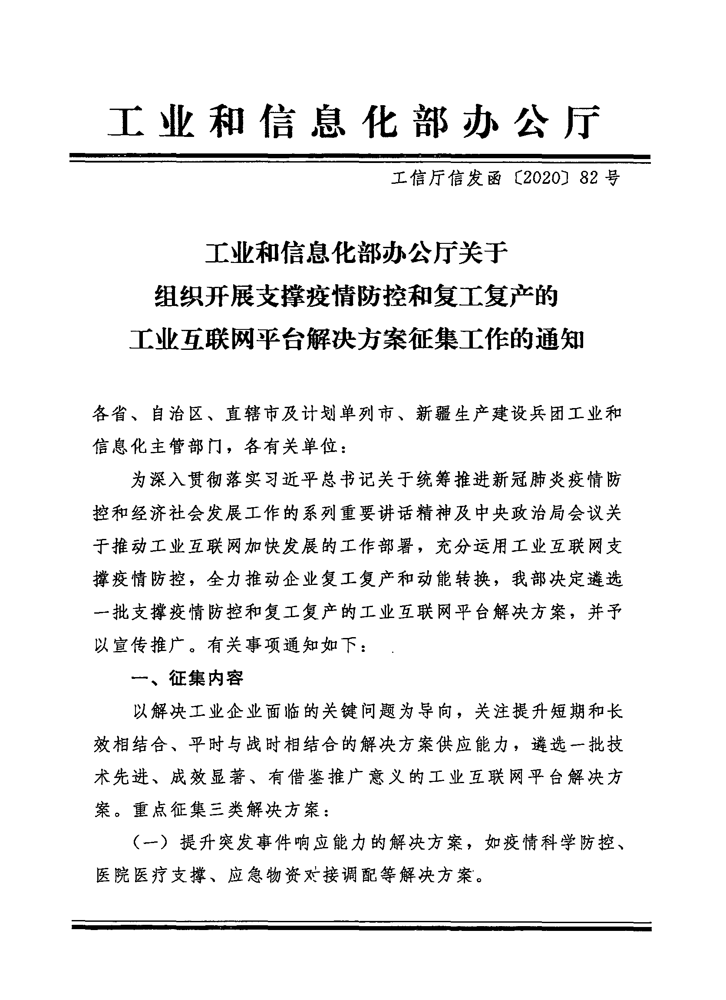 工业和信息化部办公厅
工信厅信发函〔2020〕82号
工业和信息化部办公厅关于
组织开展支撑疫情防控和复工复产的
工业互联网平台解决方案征集工作的通知
各省、自治区、直辖市及计划单列市、新疆生产建设兵团工业和
信息化主管部门，各有关单位：
为深入贯彻落实习近平总书记关于统筹推进新冠肺炎疫情防
控和经济社会发展工作的系列重要讲话精神及中央政治局会议关
于推动工业互联网加快发展的工作部署，充分运用工业互联网支
撑疫情防控，全力推动企业复工复产和动能转换，我部决定遴选
一批支撑疫情防控和复工复产的工业互联网平台解决方案，并予
以宣传推广。有关事项通知如下：
一、征集内容
以解决工业企业面临的关键问题为导向，关注提升短期和长
效相结合、平时与战时相结合的解决方案供应能力，遴选一批技
术先进、成效显著、有借鉴推广意义的工业互联网平台解决方
案。重点征集三类解决方案：
（一）提升突发事件响应能力的解决方案，如疫情科学防控、
医院医疗支撑、应急物资对接调配等解决方案。